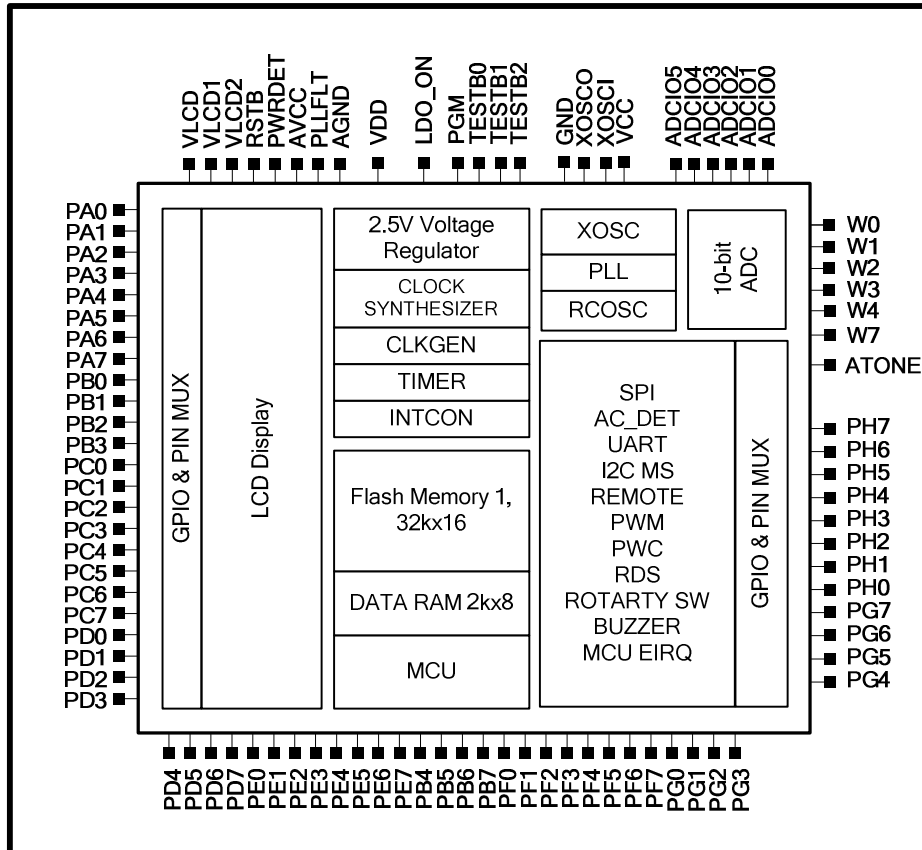 VLCD
VLCD1
VLCD2
RSTB
PWRDET
AVCC
PLLFLT
AGND
VDD
LDO_ON
PGM
TESTB0
TESTB1
TESTB2
GND
XOSCO
XOSCI
VCC
ADCIO5
ADCIO4
ADCIO3
ADCIO2
ADCIO1
ADCIO0
PA0
PA1
PA2
PA3
PA4
PA5
PA6
PA7
PB0
PB1
PB2
PB3
PC0
PC1
PC2
PC3
PC4
PC5
PC6
PC7
PD0
PD1
PD2
PD3
GPIO & PIN MUX
LCD Display
2.5V Voltage
Regulator
CLOCK
SYNTHESIZER
CLKGEN
TIMER
INTCON
Flash Memory 1,
32kx16
DATA RAM 2kx8
MCU
XOSC
PLL
RCOSC
10-bit
ADC
SPI
AC_DET
UART
I2C MS
REMOTE
PWM
PWC
RDS
ROTARTY SW
BUZZER
MCU EIRQ
GPIO & PIN MUX
W0
W1
W2
W3
W4
W7
ATONE
PH7
PH6
PH5
PH4
PH3
PH2
PH1
PH0
PG7
PG6
PG5
PG4
PD4
PD5
PD6
PD7
PE0
PE1
PE2
PE3
PE4
PE5
PE6
PE7
PB4
PB5
PB6
PB7
PF0
PF1
PF2
PF3
PF4
PF5
PF6
PF7
PG0
PG1
PG2
PG3